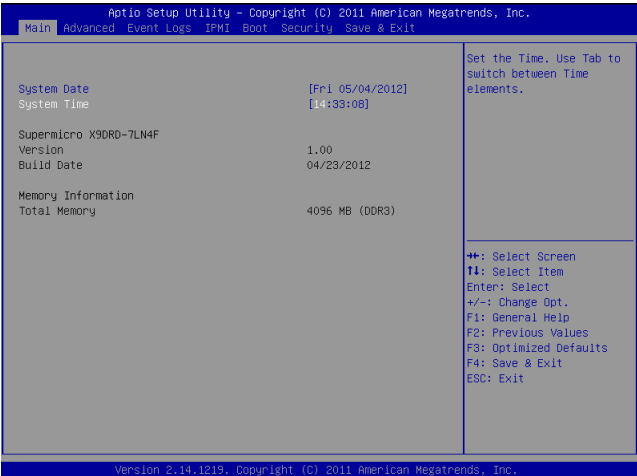 Aptio Setup Utility – Copyright (C) 2011 American Megatrends, Inc.
Main Advanced Event Logs IPMI Boot Security Save & Exit
System Date [Fri 05/04/2012]
System Time [14:33:08]
Supermicro X9DRD-7LN4F
Version 1.00
Build Date 04/23/2012
Memory Information
Total Memory 4096 MB (DDR3)
Set the Time. Use Tab to
switch between Time
elements.
→←: Select Screen
↑↓: Select Item
Enter: Select
+/-: Change Opt.
F1: General Help
F2: Previous Values
F3: Optimized Defaults
F4: Save & Exit
ESC: Exit
Version 2.14.1219. Copyright (C) 2011 American Megatrends, Inc.